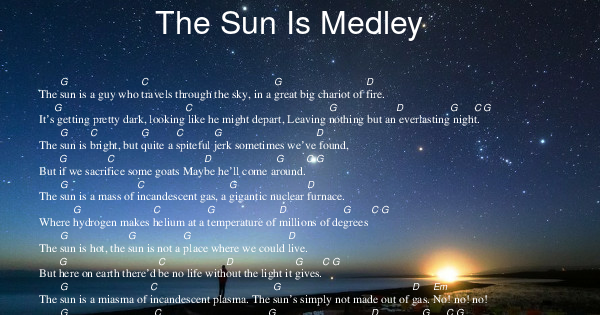 The Sun Is Medley
G C G D
The sun is a guy who travels through the sky, in a great big chariot of fire.
G C G D G C G
It's getting pretty dark, looking like he might depart, Leaving nothing but an everlasting night.
G C G C G D
The sun is bright, but quite a spiteful jerk sometimes we've found,
G C D G C G
But if we sacrifice some goats Maybe he'll come around.
G C G D
The sun is a mass of incandescent gas, a gigantic nuclear furnace.
G C G D G C G
Where hydrogen makes helium at a temperature of millions of degrees
G G G D
The sun is hot, the sun is not a place where we could live.
G C D G C G
But here on earth there'd be no life without the light it gives.
G C G D Em
The sun is a miasma of incandescent plasma. The sun's simply not made out of gas. No! no! no!
G C G D G C G